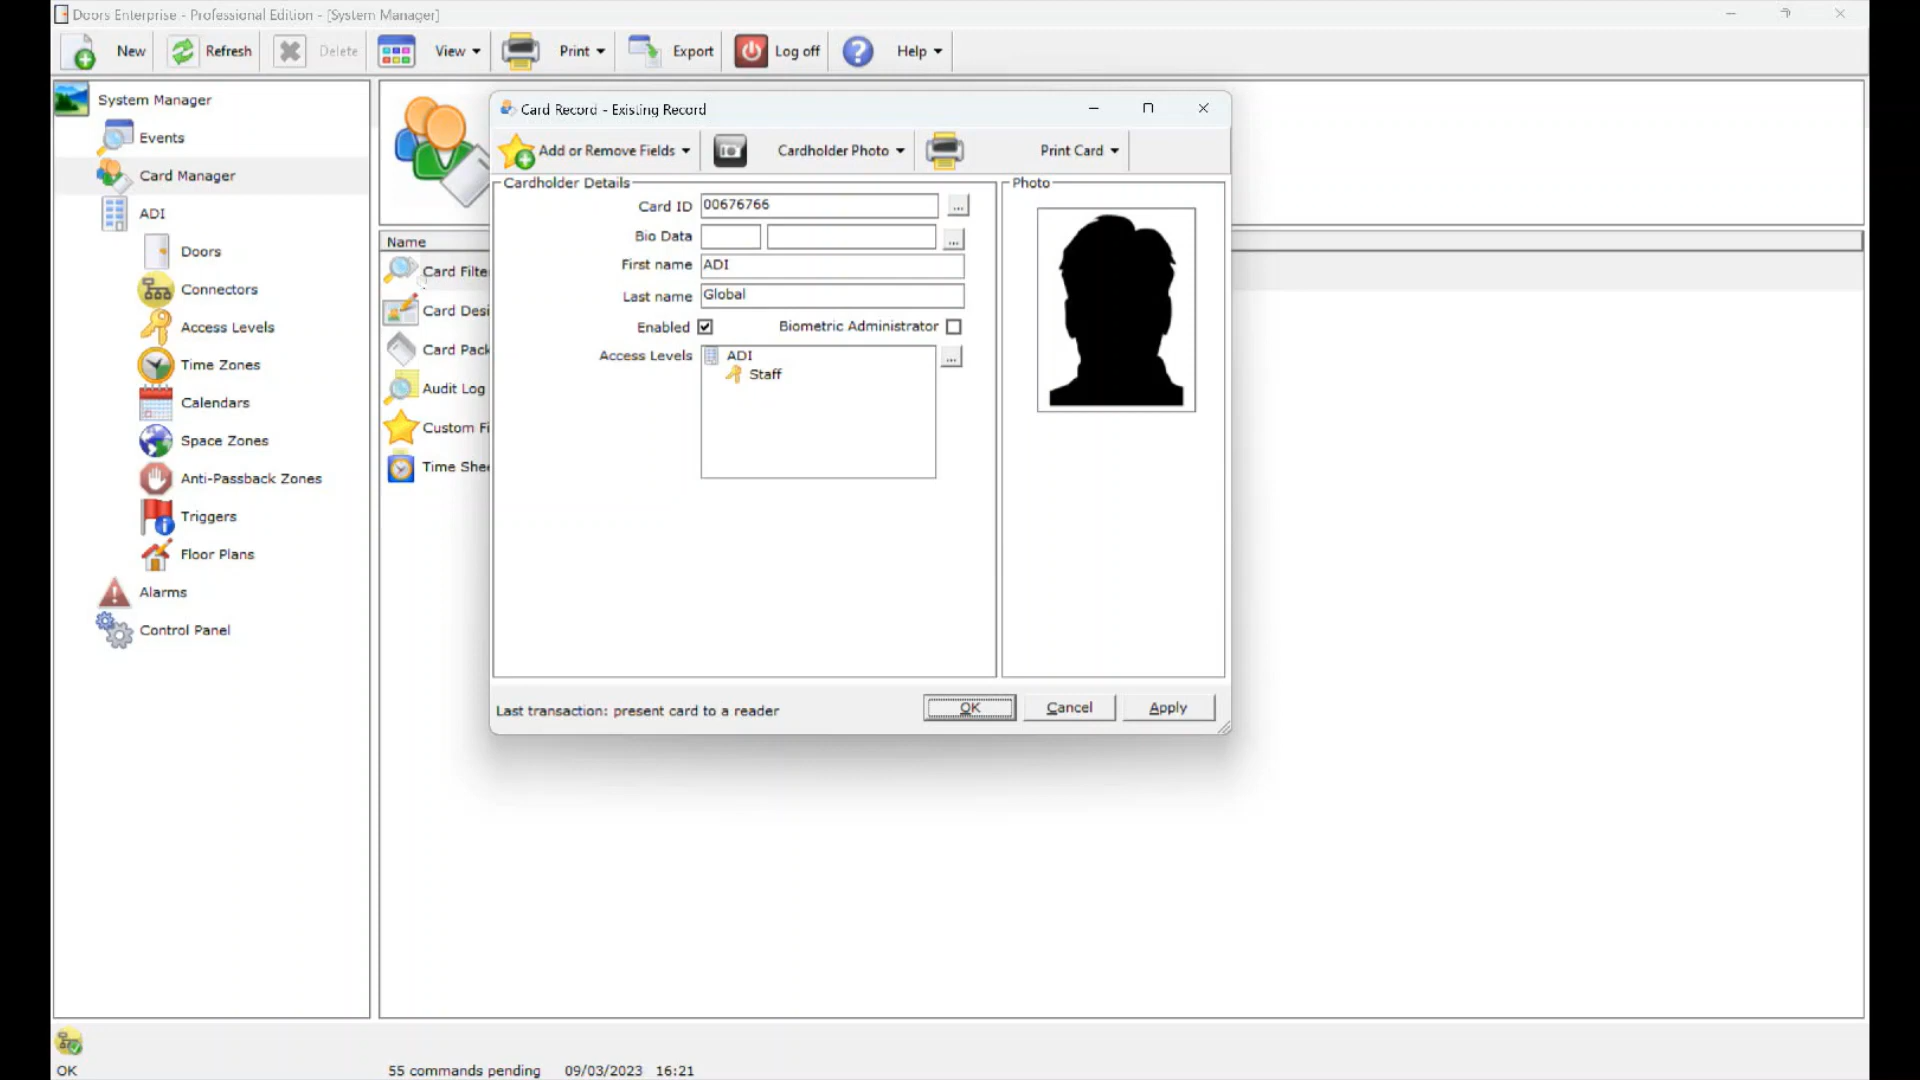 Doors Enterprise - Professional Edition - [System Manager]
New Refresh Delete View Print Export Log off Help
System Manager
Events
Card Manager
ADI
Doors
Connectors
Access Levels
Time Zones
Calendars
Space Zones
Anti-Passback Zones
Triggers
Floor Plans
Alarms
Control Panel
Name
Card Filte
Card Desi
Card Pack
Audit Log
Custom Fi
Time Shee
Card Record - Existing Record
Add or Remove Fields Cardholder Photo Print Card
Cardholder Details
Card ID 00676766 ...
Bio Data ...
First name ADI
Last name Global
Enabled Biometric Administrator
Access Levels ADI ...
Staff
Photo
Last transaction: present card to a reader
OK Cancel Apply
OK 55 commands pending 09/03/2023 16:21